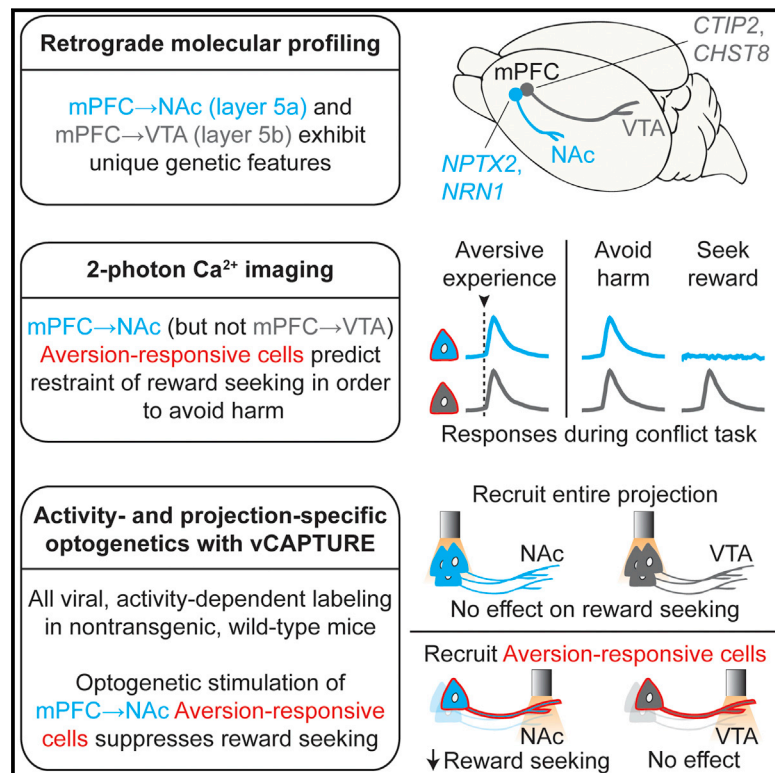 Retrograde molecular profiling
mPFC→NAc (layer 5a) and
mPFC→VTA (layer 5b) exhibit
unique genetic features
CTIP2,
CHST8
mPFC
VTA
NAc
NPTX2,
NRN1
2-photon Ca²⁺ imaging
mPFC→NAc (but not mPFC→VTA)
Aversion-responsive cells predict
restraint of reward seeking in order
to avoid harm
Aversive
experience
Avoid
harm
Seek
reward
Responses during conflict task
Activity- and projection-specific
optogenetics with vCAPTURE
All viral, activity-dependent labeling
in nontransgenic, wild-type mice
Optogenetic stimulation of
mPFC→NAc Aversion-responsive
cells suppresses reward seeking
Recruit entire projection
NAc
VTA
No effect on reward seeking
Recruit Aversion-responsive cells
NAc
VTA
↓ Reward seeking
No effect